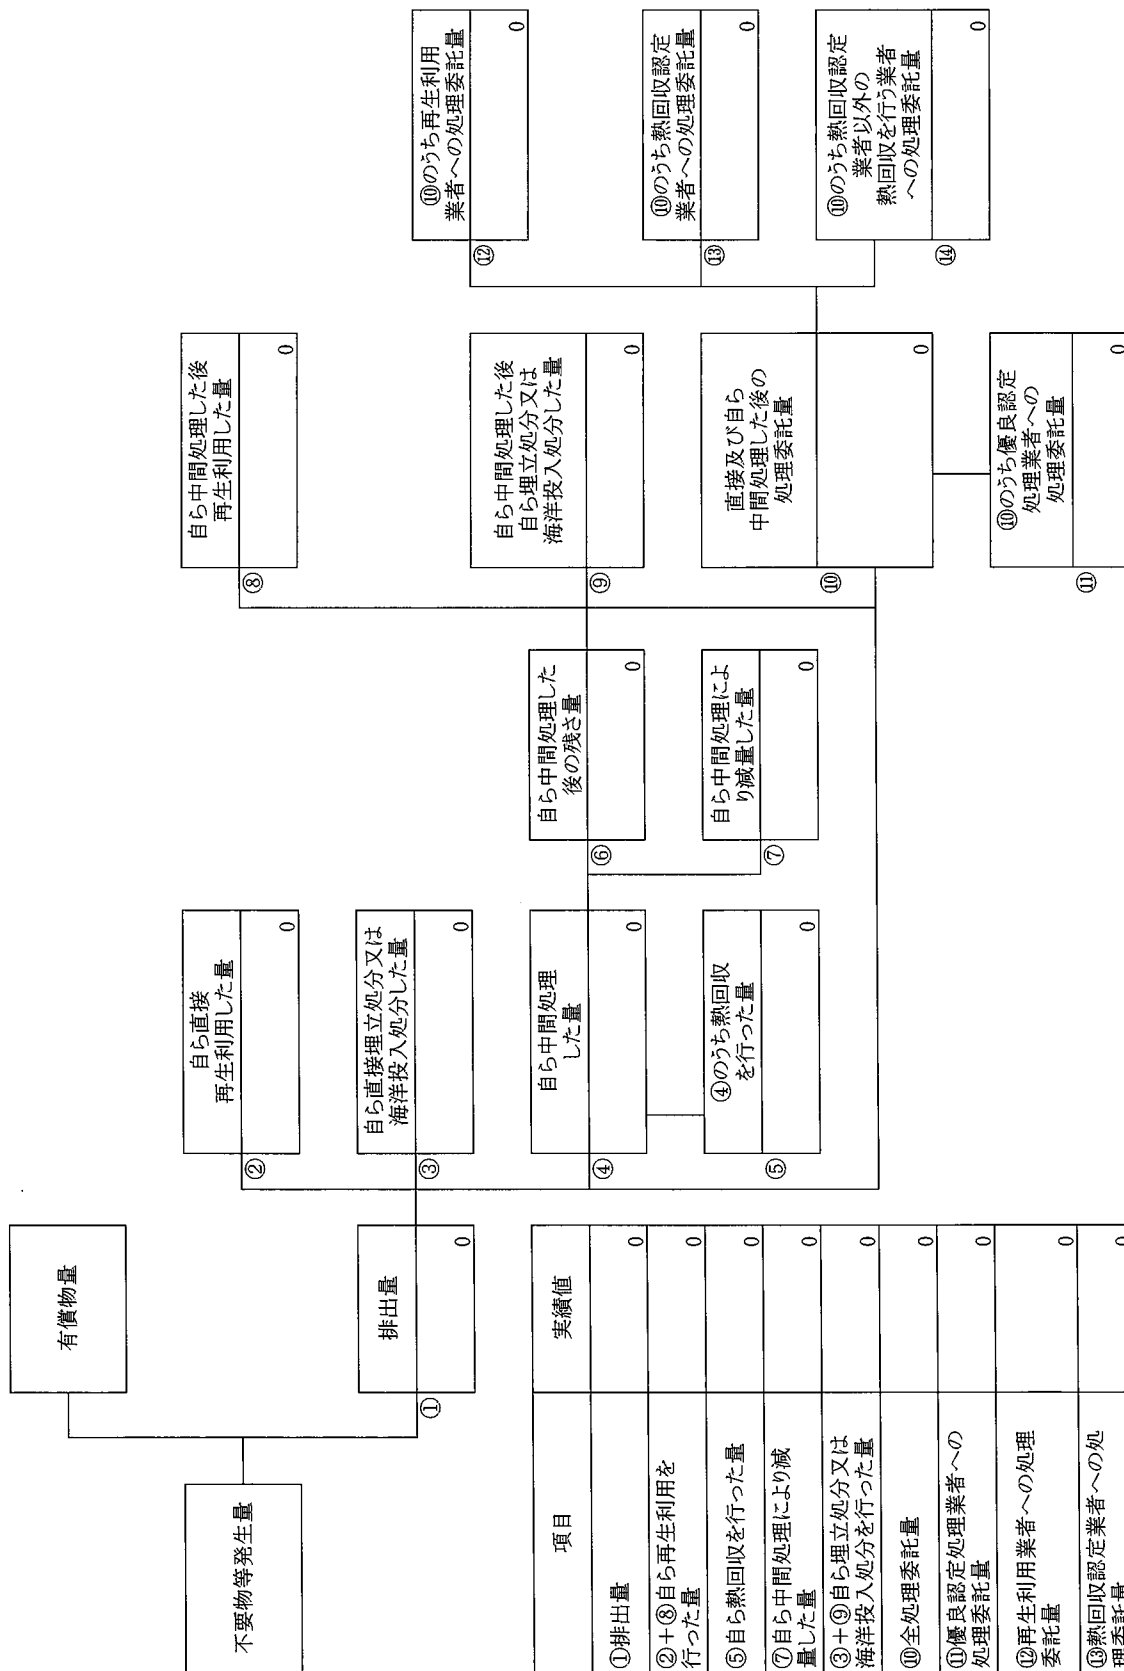 不要物等発生量
有償物量
①
排出量
0
②
自ら直接
再生利用した量
0
③
自ら直接埋立処分又は
海洋投入処分した量
0
④
自ら中間処理
した量
0
⑤
④のうち熱回収
を行った量
0
⑥
自ら中間処理した
後の残さ量
0
⑦
自ら中間処理によ
り減量した量
0
⑧
自ら中間処理した後
再生利用した量
0
⑨
自ら中間処理した後
自ら埋立処分又は
海洋投入処分した量
0
⑩
直接及び自ら
中間処理した後の
処理委託量
0
⑪
⑩のうち優良認定
処理業者への
処理委託量
0
⑫
⑩のうち再生利用
業者への処理委託量
0
⑬
⑩のうち熱回収認定
業者への処理委託量
0
⑭
⑩のうち熱回収認定
業者以外の
熱回収を行う業者
への処理委託量
0
項目
実績値
①排出量
0
②+⑧自ら再生利用を
行った量
0
⑤自ら熱回収を行った量
0
⑦自ら中間処理により減
量した量
0
③+⑨自ら埋立処分又は
海洋投入処分を行った量
0
⑩全処理委託量
0
⑪優良認定処理業者への
処理委託量
0
⑫再生利用業者への処理
委託量
0
⑬熱回収認定業者への処
理委託量
0